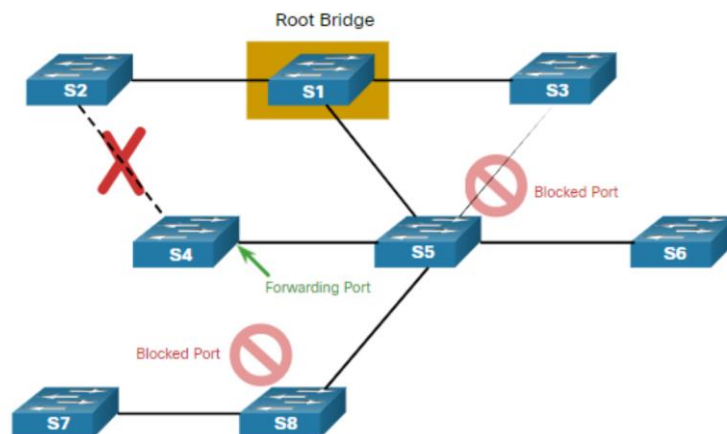 Root Bridge
S2
S1
S3
Blocked Port
S4
S5
S6
Forwarding Port
Blocked Port
S7
S8